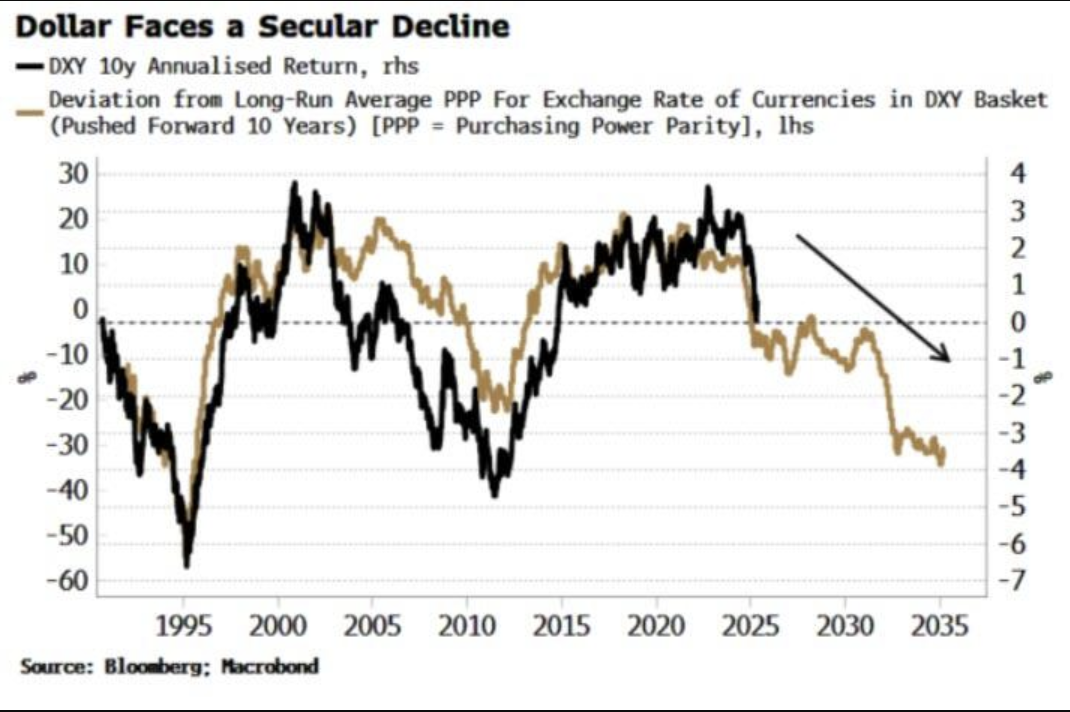 Dollar Faces a Secular Decline
DXY 10y Annualised Return, rhs
Deviation from Long-Run Average PPP For Exchange Rate of Currencies in DXY Basket
(Pushed Forward 10 Years) [PPP = Purchasing Power Parity], lhs
30 4
20 3
10 2
0 1
-10 0
-20 -1
-30 -2
-40 -3
-50 -4
-60 -5
-6
-7
% %
1995 2000 2005 2010 2015 2020 2025 2030 2035
Source: Bloomberg; Macrobond